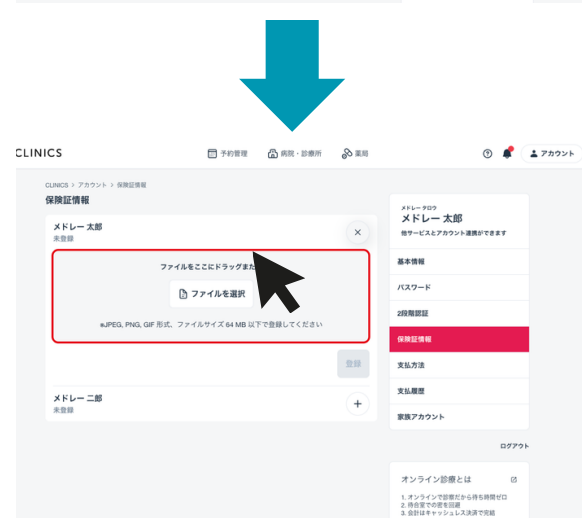 CLINICS
予約管理
病院・診療所
薬局
アカウント
CLINICS > アカウント > 保険証情報
保険証情報
メドレー 太郎
未登録
ファイルをここにドラッグまた
ファイルを選択
※JPEG, PNG, GIF 形式、ファイルサイズ 64 MB 以下で登録してください
登録
メドレー 二郎
未登録
メドレー タロウ
メドレー 太郎
他サービスとアカウント連携ができます
基本情報
パスワード
2段階認証
保険証情報
支払方法
支払履歴
家族アカウント
ログアウト
オンライン診療とは
1. オンラインで診察だから待ち時間ゼロ
2. 待合室での密を回避
3. 会計はキャッシュレス決済で完結